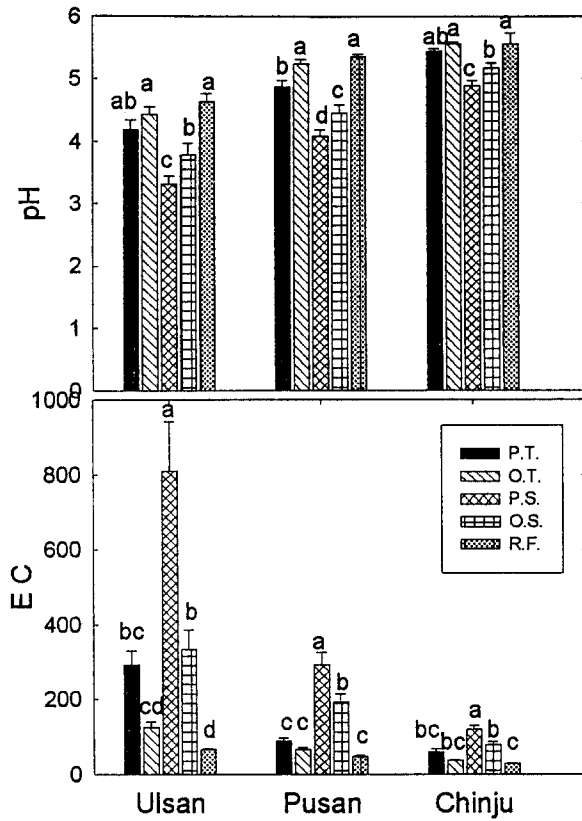 6
5
4
3
2
1
0
pH
ab a c b a
b a d c a
ab a c b a
1000
800
600
400
200
0
E C
bc cd a b d
c c a b c
bc bc a b c
P.T.
O.T.
P.S.
O.S.
R.F.
Ulsan Pusan Chinju